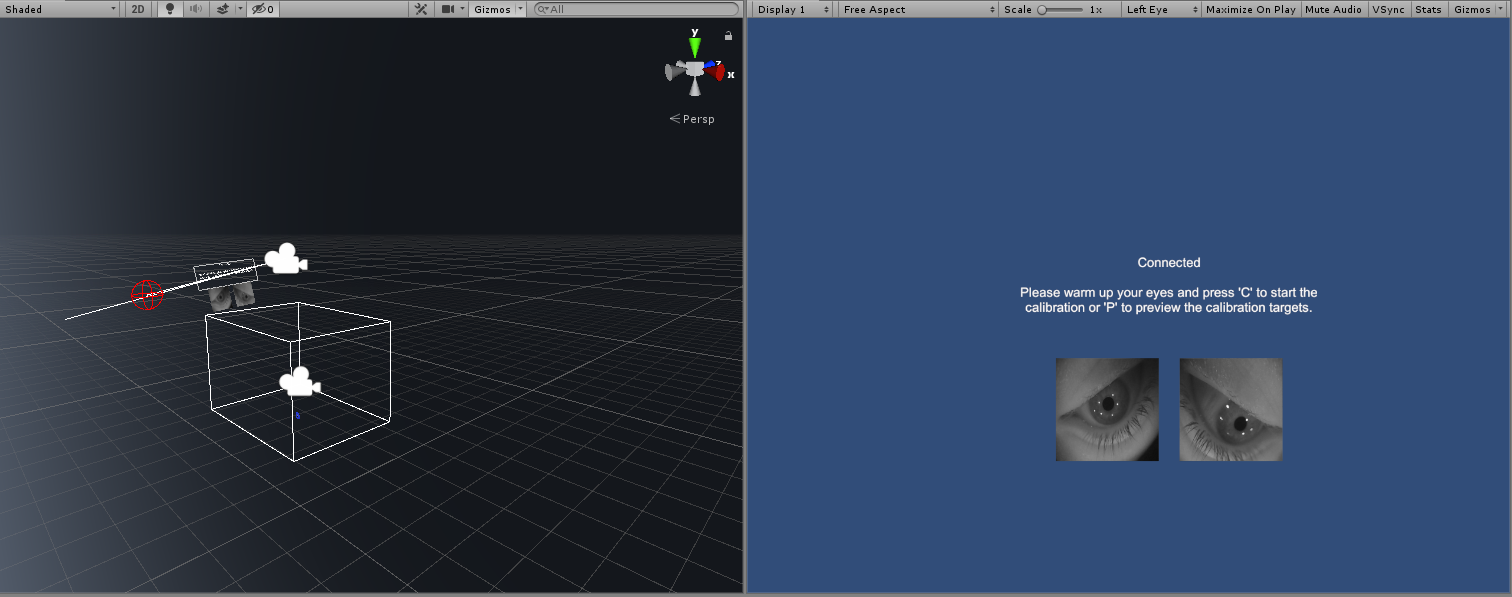 Shaded 2D 0 Gizmos All
y
z
x
Persp
Display 1 Free Aspect Scale 1x Left Eye Maximize On Play Mute Audio VSync Stats Gizmos
Connected
Please warm up your eyes and press 'C' to start the
calibration or 'P' to preview the calibration targets.